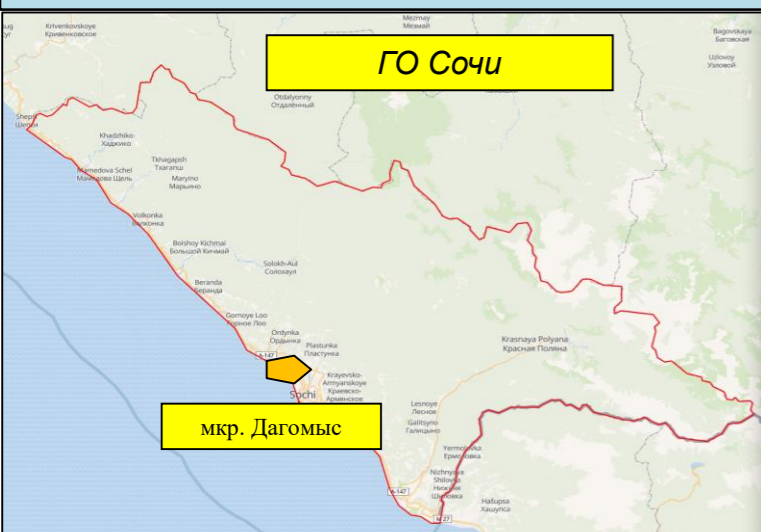 Krivenkovskoye
Кривенковское
Mezmay
Мезмай
Bagovskaya
Баговская
ГО Сочи
Uzlovoy
Узловой
Otdalyonny
Отдалённый
Shepsi
Шепси
Khadzhiko
Хаджико
Tkhagapsh
Тхагапш
Mamedova Schel
Мамедова Щель
Maryino
Марьино
Volkonka
Волконка
Bolshoy Kichmai
Большой Кичмай
Solokh-Aul
Солохаул
Beranda
Беранда
Gornoye Loo
Горное Лоо
Ordynka
Ордынка
Plastunka
Пластунка
A-147
Krasnaya Polyana
Красная Поляна
Krayevsko-
Armyanskoye
Краевско-
Армянское
Sochi
мкр. Дагомыс
Lesnoye
Лесное
Galitsyno
Галицыно
Yermolovka
Ермоловка
Nizhnyaya
Shilovka
Нижняя
Шиловка
A-147
Hašupsa
Хашупса